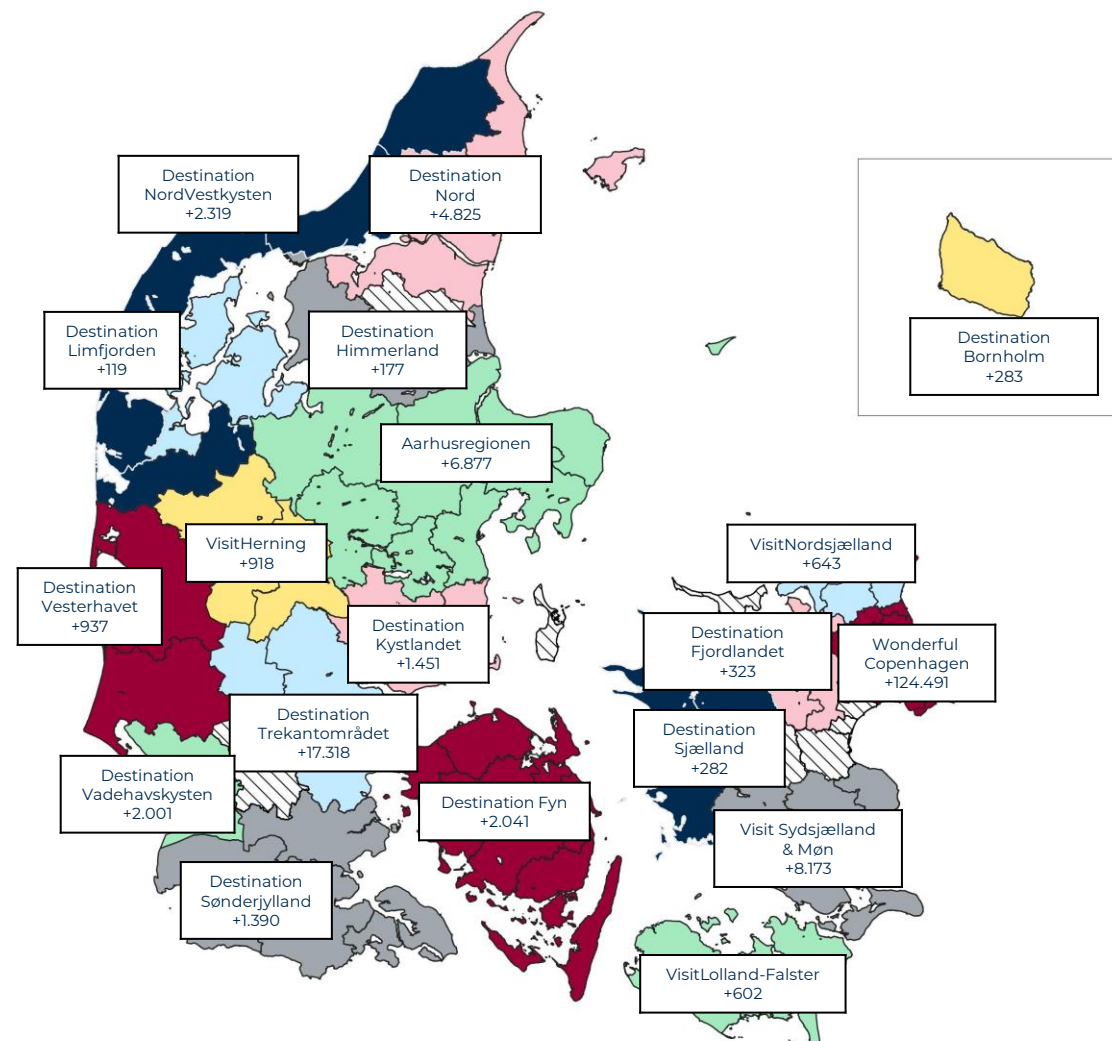 Destination
NordVestkysten
+2.319
Destination
Nord
+4.825
Destination
Limfjorden
+119
Destination
Himmerland
+177
Destination
Bornholm
+283
Aarhusregionen
+6.877
VisitHerning
+918
VisitNordsjælland
+643
Destination
Vesterhavet
+937
Destination
Kystlandet
+1.451
Destination
Fjordlandet
+323
Wonderful
Copenhagen
+124.491
Destination
Trekantområdet
+17.318
Destination
Sjælland
+282
Destination
Vadehavskysten
+2.001
Destination Fyn
+2.041
Visit Sydsjælland
& Møn
+8.173
Destination
Sønderjylland
+1.390
VisitLolland-Falster
+602